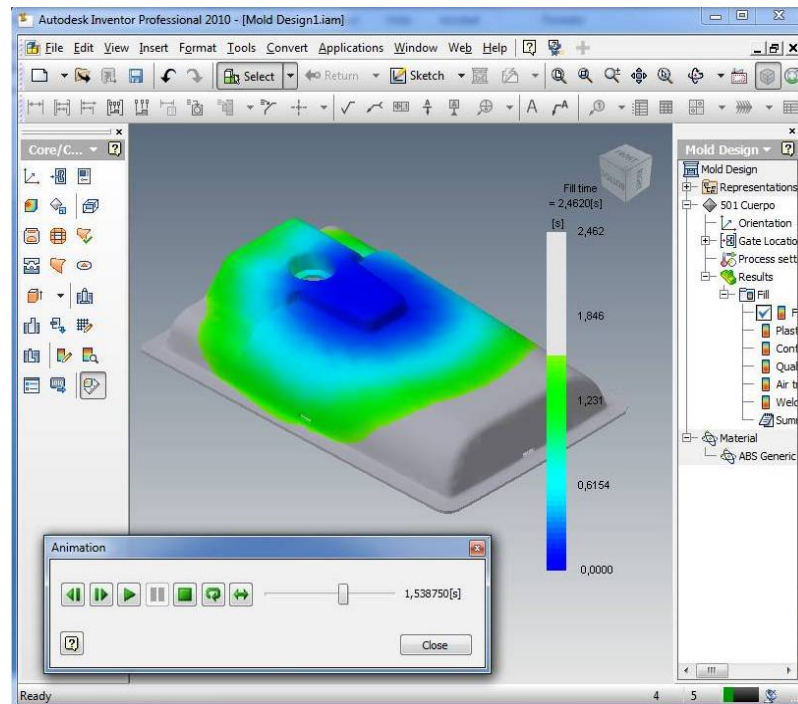 Autodesk Inventor Professional 2010 - [Mold Design1.iam]
File Edit View Insert Format Tools Convert Applications Window Web Help
Select Return Sketch
A A
Core/C...
Mold Design
Mold Design
Representations
501 Cuerpo
Orientation
Gate Locatio
Process sett
Results
Fill
F
Plast
Conf
Qual
Air t
Weld
Summ
Material
ABS Generic
FRONT
Fill time
= 2,4620[s]
[s]
2,462
1,846
1,231
0,6154
0,0000
Animation
1,538750[s]
Close
Ready
4 5